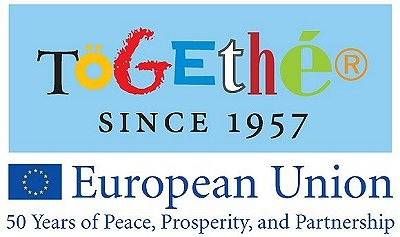 TöGEthé®
SINCE 1957
European Union
50 Years of Peace, Prosperity, and Partnership